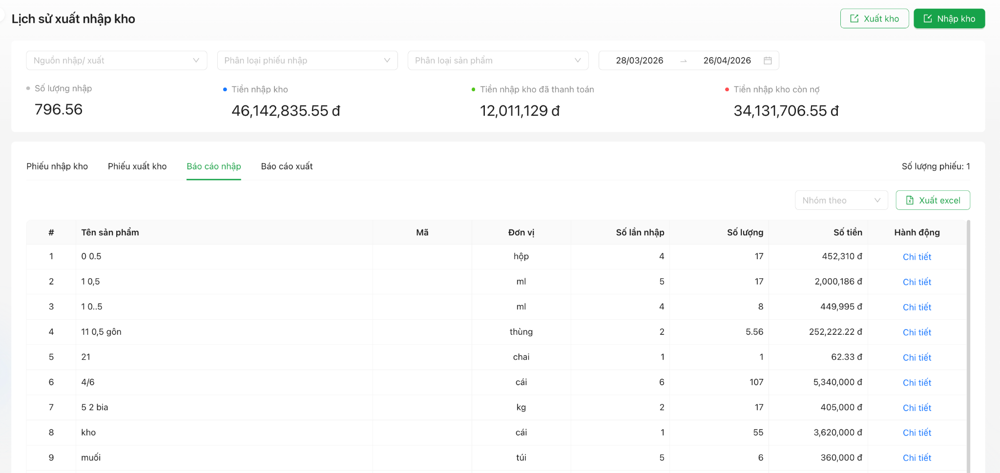 Lịch sử xuất nhập kho
Xuất kho
Nhập kho
Nguồn nhập/ xuất
Phân loại phiếu nhập
Phân loại sản phẩm
28/03/2026 → 26/04/2026
Số lượng nhập
796.56
Tiền nhập kho
46,142,835.55 đ
Tiền nhập kho đã thanh toán
12,011,129 đ
Tiền nhập kho còn nợ
34,131,706.55 đ
Phiếu nhập kho
Phiếu xuất kho
Báo cáo nhập
Báo cáo xuất
Số lượng phiếu: 1
Nhóm theo
Xuất excel
# Tên sản phẩm Mã Đơn vị Số lần nhập Số lượng Số tiền Hành động
1 0 0.5 hộp 4 17 452,310 đ Chi tiết
2 1 0,5 ml 5 17 2,000,186 đ Chi tiết
3 1 0..5 ml 4 8 449,995 đ Chi tiết
4 11 0,5 gôn thùng 2 5.56 252,222.22 đ Chi tiết
5 21 chai 1 1 62.33 đ Chi tiết
6 4/6 cái 6 107 5,340,000 đ Chi tiết
7 5 2 bia kg 2 17 405,000 đ Chi tiết
8 kho cái 1 55 3,620,000 đ Chi tiết
9 muối túi 5 6 360,000 đ Chi tiết